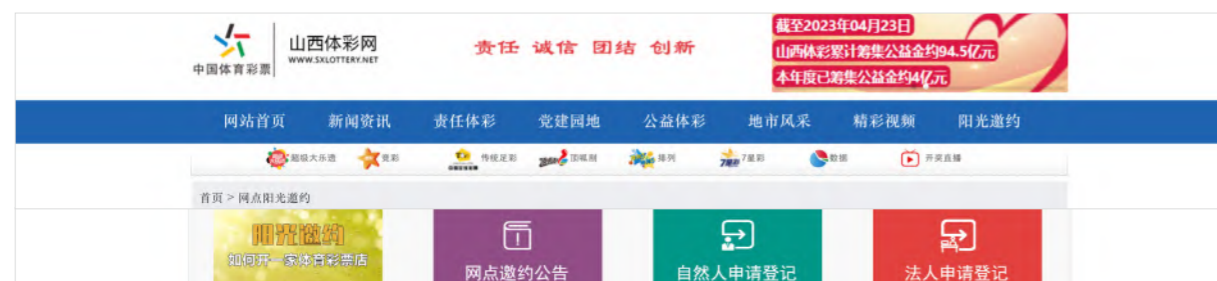 中国体育彩票
山西体彩网
WWW.SXLOTTERY.NET
责任 诚信 团结 创新
截至2023年04月23日
山西体彩累计筹集公益金约94.5亿元
本年度已筹集公益金约4亿元
网站首页 新闻资讯 责任体彩 党建园地 公益体彩 地市风采 精彩视频 阳光邀约
超级大乐透 竞彩 传统足彩 顶呱刮 排列 7星彩 数据 开奖直播
首页 > 网点阳光邀约
阳光邀约
如何开一家体育彩票店
网点邀约公告
自然人申请登记
法人申请登记